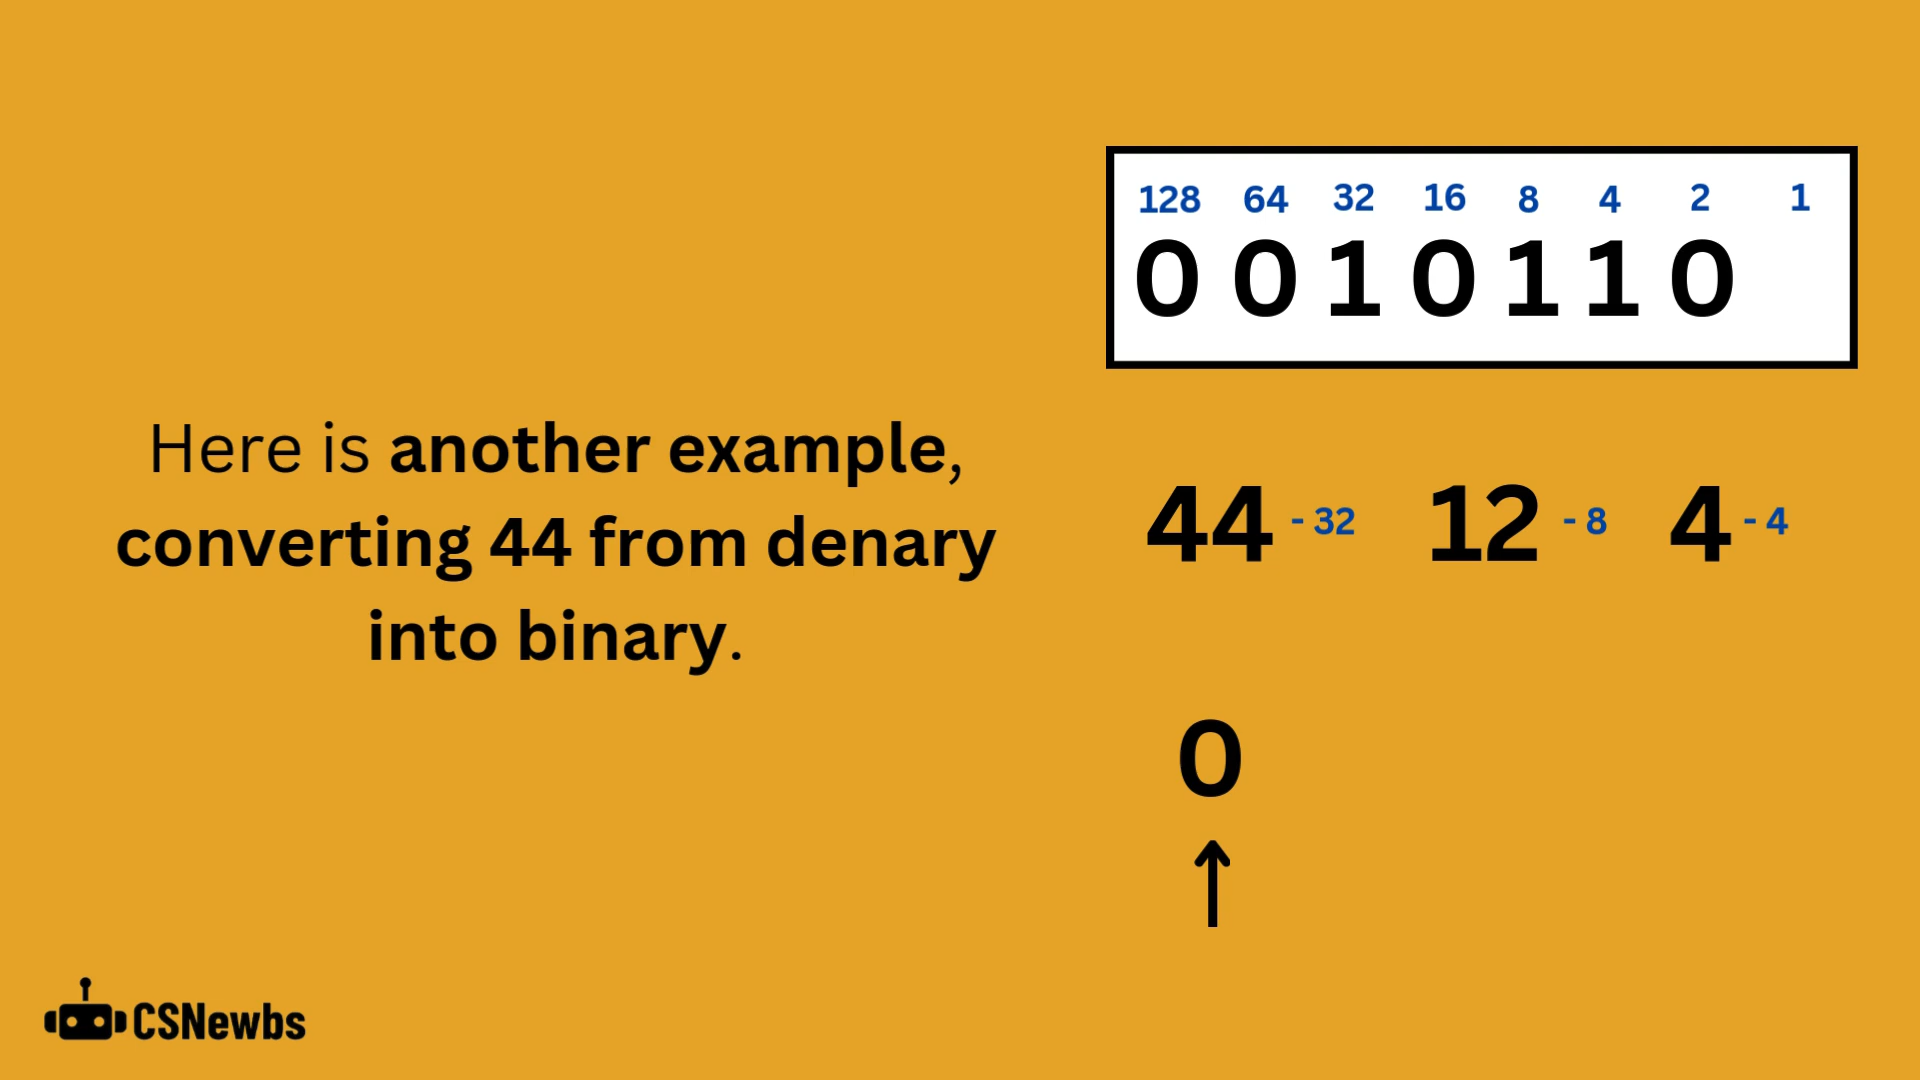 128 64 32 16 8 4 2 1
0 0 1 0 1 1 0
Here is another example,
converting 44 from denary
into binary.
44 - 32 12 - 8 4 - 4
0
CSNewbs